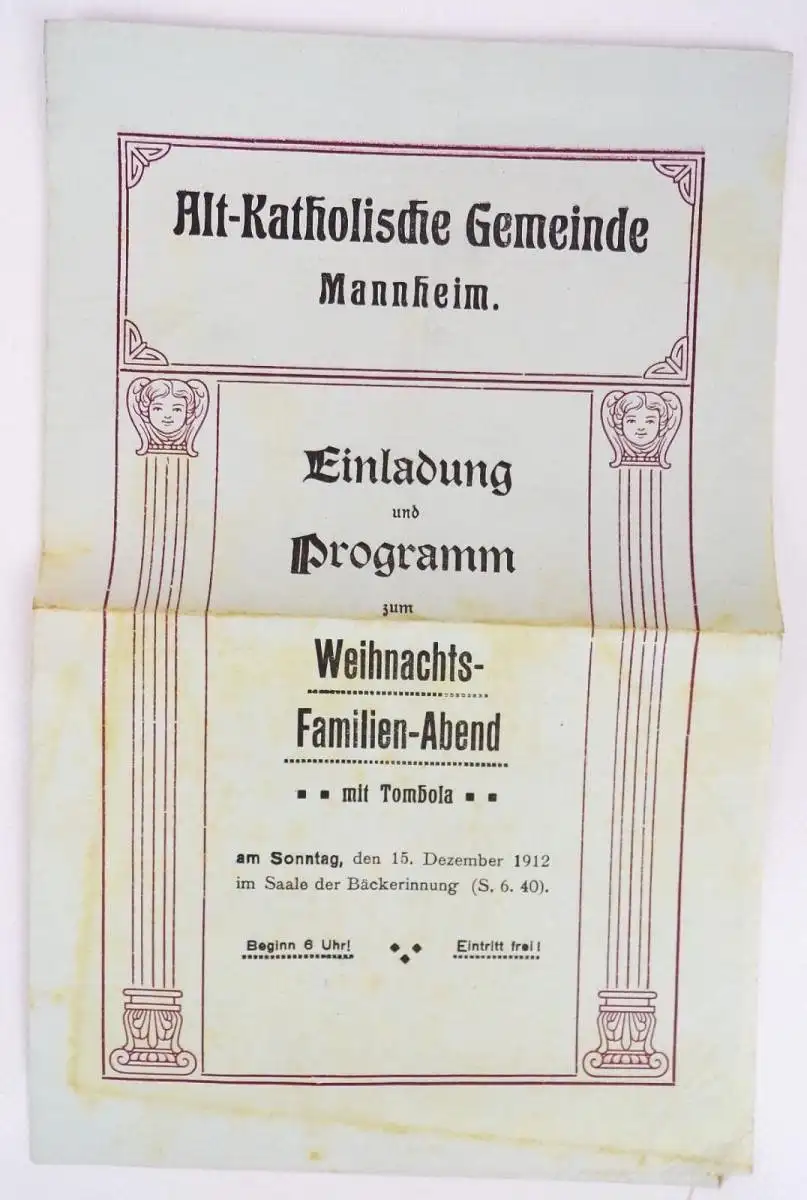 Alt-Katholische Gemeinde
Mannheim.
Einladung
und
Programm
zum
Weihnachts-
Familien-Abend
mit Tombola
am Sonntag, den 15. Dezember 1912
im Saale der Bäckerinnung (S. 6. 40).
Beginn 6 Uhr! Eintritt frei!